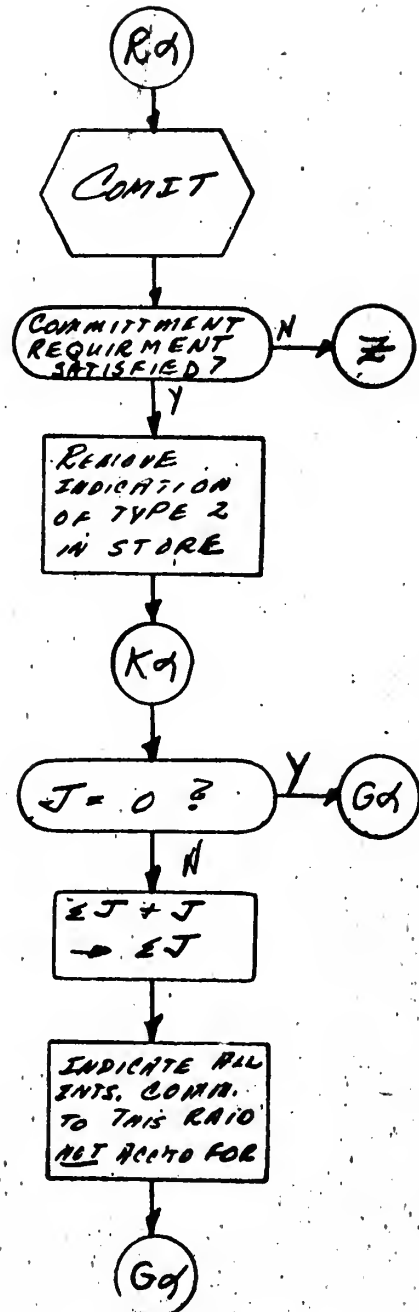 Rα
COMIT
COMMITTMENT
REQUIRMENT
SATISFIED?
N
Z
Y
REMOVE
INDICATION
OF TYPE 2
IN STORE
Kα
J = 0 ?
Y
Gα
N
ΣJ + J
→ ΣJ
INDICATE ALL
INTS. COMM.
TO THIS RAID
NOT ACCTD FOR
Gα